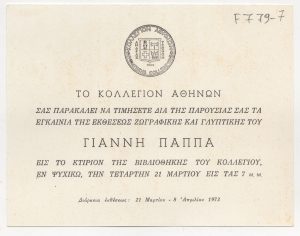 F779-7
ΤΟ ΚΟΛΛΕΓΙΟΝ ΑΘΗΝΩΝ
ΣΑΣ ΠΑΡΑΚΑΛΕΙ ΝΑ ΤΙΜΗΣΕΤΕ ΔΙΑ ΤΗΣ ΠΑΡΟΥΣΙΑΣ ΣΑΣ ΤΑ
ΕΓΚΑΙΝΙΑ ΤΗΣ ΕΚΘΕΣΕΩΣ ΖΩΓΡΑΦΙΚΗΣ ΚΑΙ ΓΛΥΠΤΙΚΗΣ ΤΟΥ
ΓΙΑΝΝΗ ΠΑΠΠΑ
ΕΙΣ ΤΟ ΚΤΙΡΙΟΝ ΤΗΣ ΒΙΒΛΙΟΘΗΚΗΣ ΤΟΥ ΚΟΛΛΕΓΙΟΥ,
ΕΝ ΨΥΧΙΚΩ, ΤΗΝ ΤΕΤΑΡΤΗΝ 21 ΜΑΡΤΙΟΥ ΕΙΣ ΤΑΣ 7 μ.μ.
Διάρκεια ἐκθέσεως: 21 Μαρτίου - 8 Ἀπριλίου